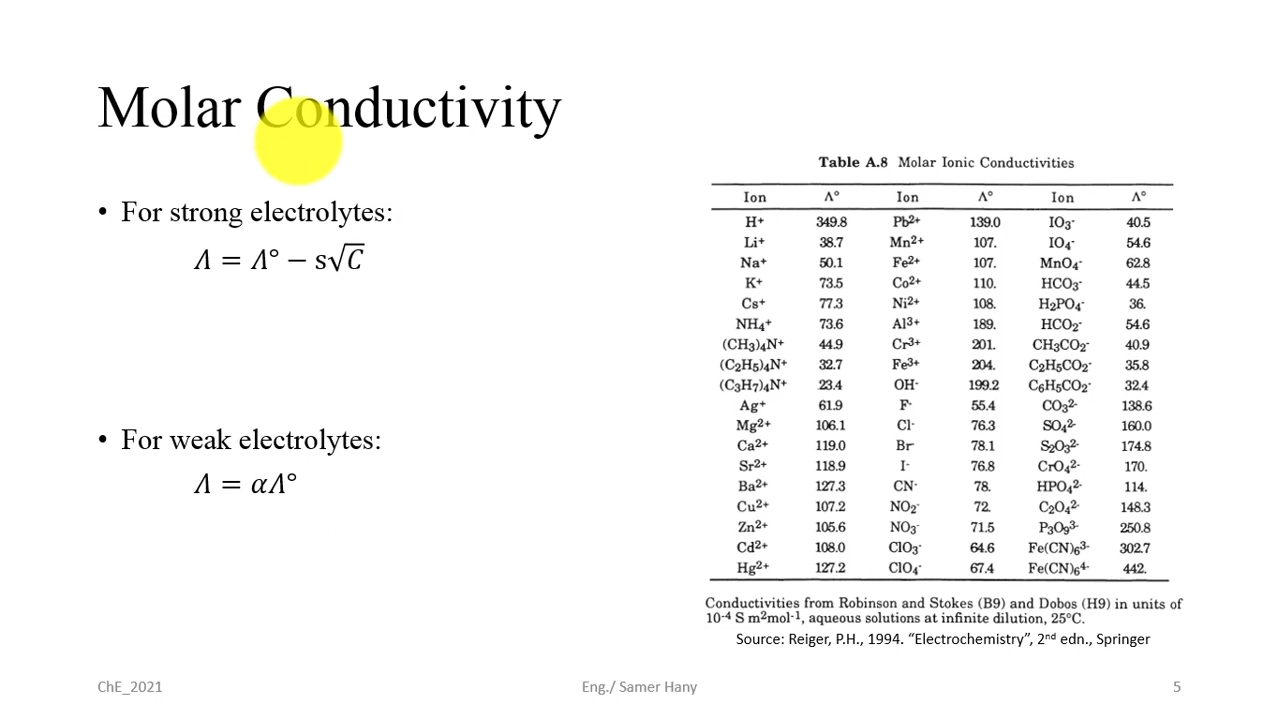 Molar Conductivity
• For strong electrolytes:
Λ = Λ° − s√C
• For weak electrolytes:
Λ = αΛ°
Table A.8 Molar Ionic Conductivities
Ion Λ° Ion Λ° Ion Λ°
H+ 349.8 Pb2+ 139.0 IO3- 40.5
Li+ 38.7 Mn2+ 107. IO4- 54.6
Na+ 50.1 Fe2+ 107. MnO4- 62.8
K+ 73.5 Co2+ 110. HCO3- 44.5
Cs+ 77.3 Ni2+ 108. H2PO4- 36.
NH4+ 73.6 Al3+ 189. HCO2- 54.6
(CH3)4N+ 44.9 Cr3+ 201. CH3CO2- 40.9
(C2H5)4N+ 32.7 Fe3+ 204. C2H5CO2- 35.8
(C3H7)4N+ 23.4 OH- 199.2 C6H5CO2- 32.4
Ag+ 61.9 F- 55.4 CO32- 138.6
Mg2+ 106.1 Cl- 76.3 SO42- 160.0
Ca2+ 119.0 Br- 78.1 S2O32- 174.8
Sr2+ 118.9 I- 76.8 CrO42- 170.
Ba2+ 127.3 CN- 78. HPO42- 114.
Cu2+ 107.2 NO2- 72. C2O42- 148.3
Zn2+ 105.6 NO3- 71.5 P3O93- 250.8
Cd2+ 108.0 ClO3- 64.6 Fe(CN)63- 302.7
Hg2+ 127.2 ClO4- 67.4 Fe(CN)64- 442.
Conductivities from Robinson and Stokes (B9) and Dobos (H9) in units of
10-4 S m2mol-1, aqueous solutions at infinite dilution, 25°C.
Source: Reiger, P.H., 1994. “Electrochemistry”, 2nd edn., Springer
ChE_2021
Eng./ Samer Hany
5